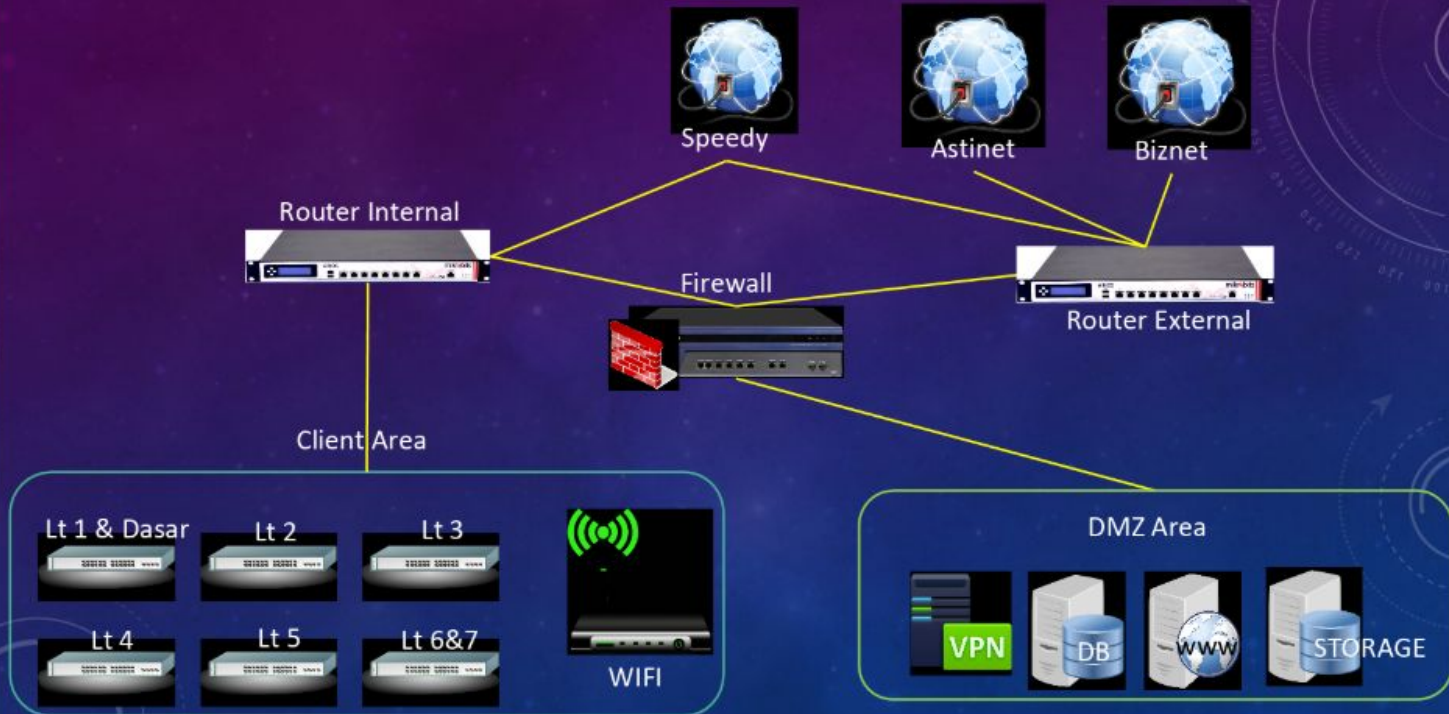 Speedy
Astinet
Biznet
Router Internal
Firewall
Router External
Client Area
Lt 1 & Dasar
Lt 2
Lt 3
Lt 4
Lt 5
Lt 6&7
WIFI
DMZ Area
VPN
DB
WWW
STORAGE